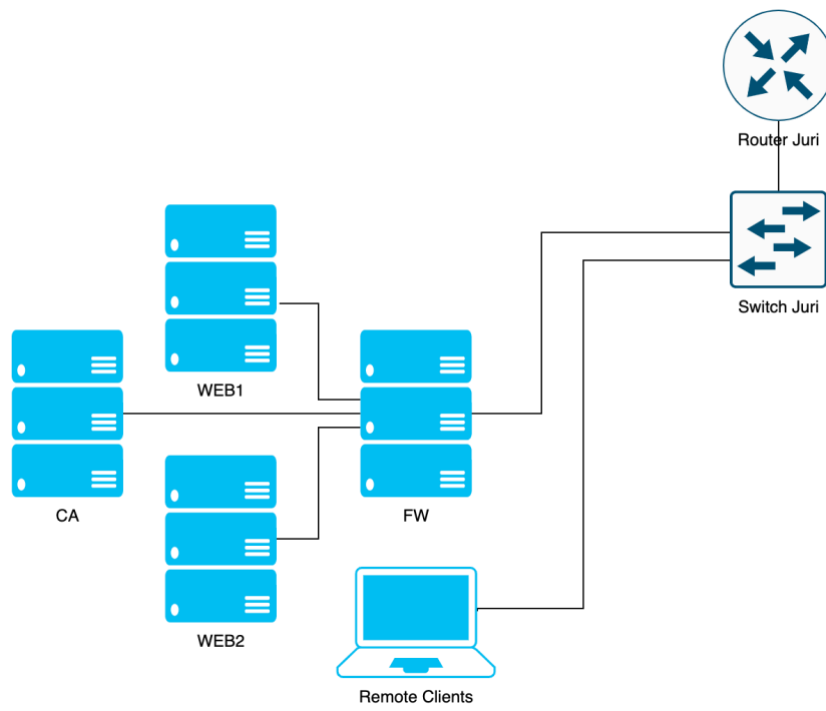 Router Juri
Switch Juri
WEB1
CA
FW
WEB2
Remote Clients